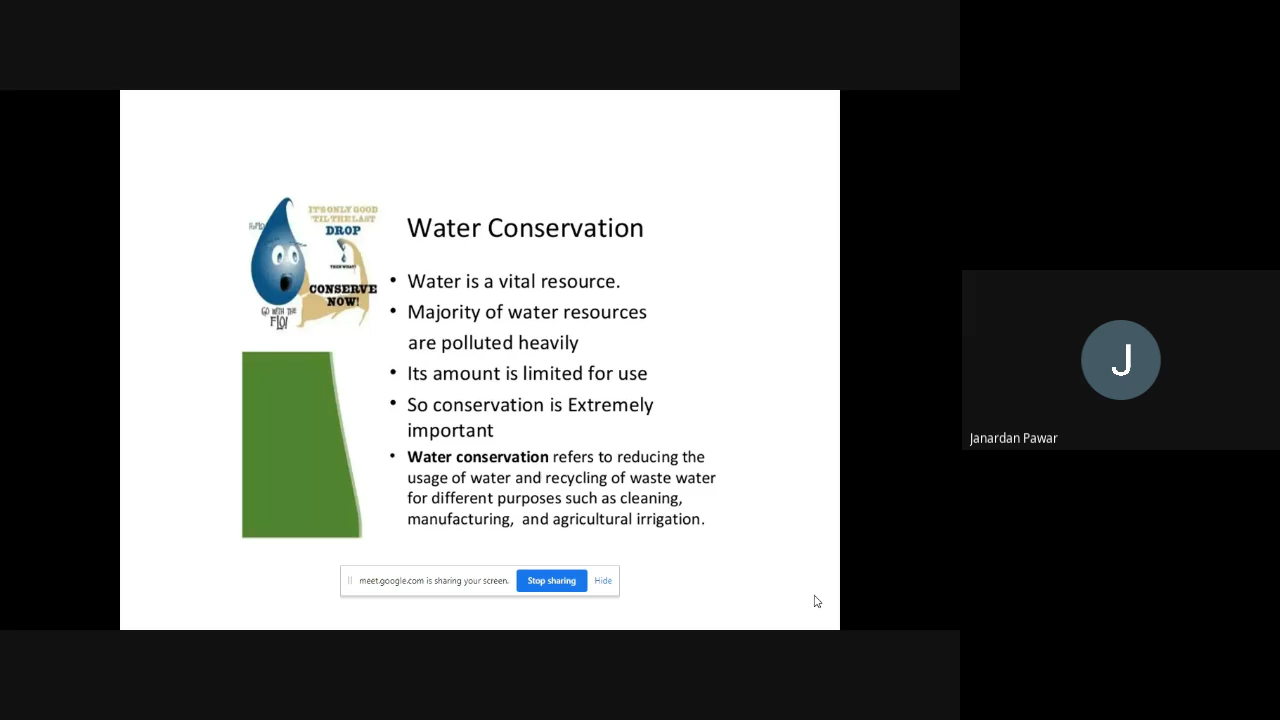 IT'S ONLY GOOD
'TIL THE LAST
DROP
THEN WHAT?
CONSERVE
NOW!
GO WITH THE
FLO!
Water Conservation
• Water is a vital resource.
• Majority of water resources
are polluted heavily
• Its amount is limited for use
• So conservation is Extremely
important
• Water conservation refers to reducing the
usage of water and recycling of waste water
for different purposes such as cleaning,
manufacturing, and agricultural irrigation.
meet.google.com is sharing your screen.
Stop sharing
Hide
J
Janardan Pawar